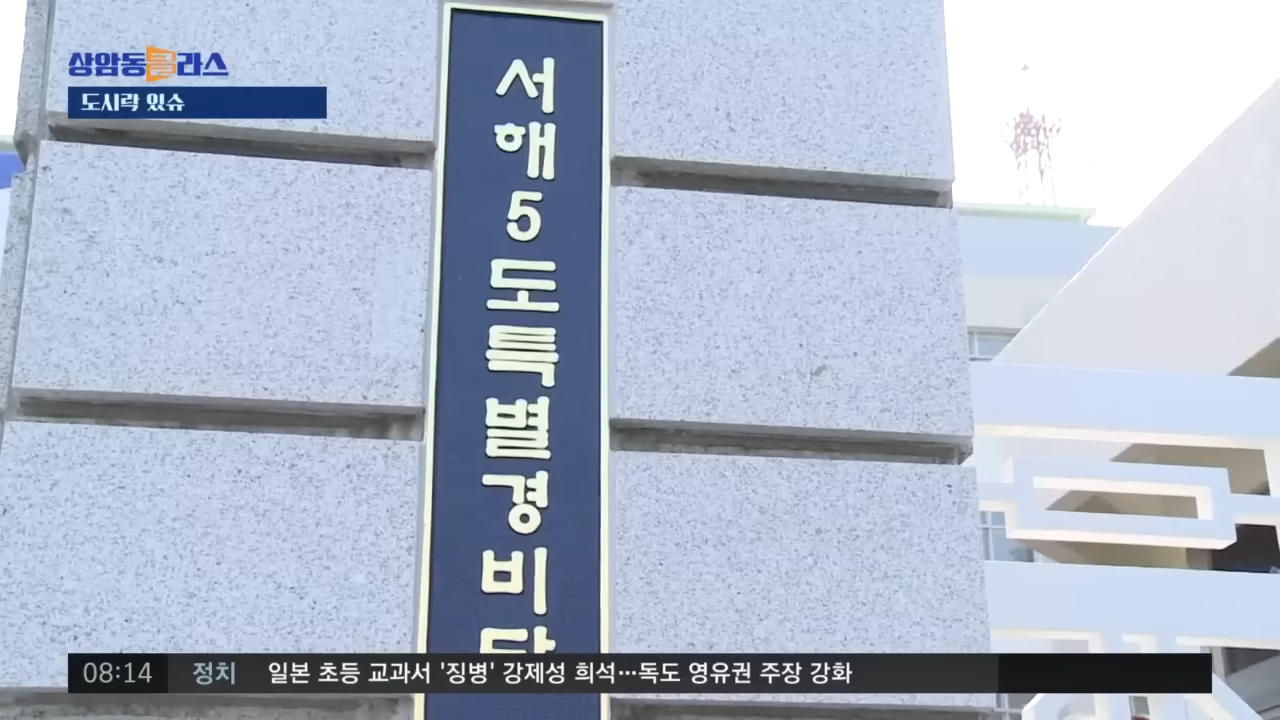 상암동클라스
도시락 있슈
서해5도특별경비단
08:14 정치 일본 초등 교과서 '징병' 강제성 희석…독도 영유권 주장 강화